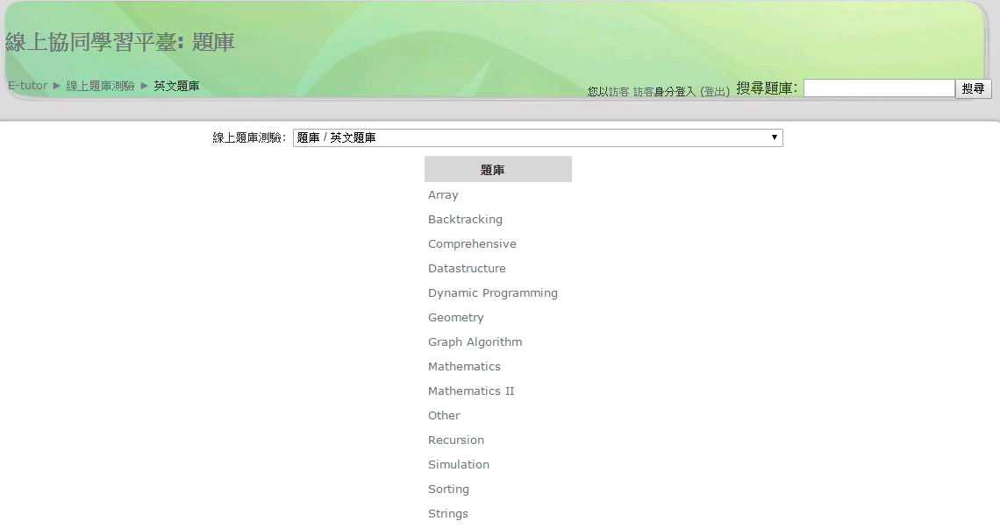 線上協同學習平臺: 題庫
E-tutor ► 線上題庫測驗 ► 英文題庫
您以訪客 訪客身分登入 (登出) 搜尋題庫: 搜尋
線上題庫測驗: 題庫 / 英文題庫
題庫
Array
Backtracking
Comprehensive
Datastructure
Dynamic Programming
Geometry
Graph Algorithm
Mathematics
Mathematics II
Other
Recursion
Simulation
Sorting
Strings